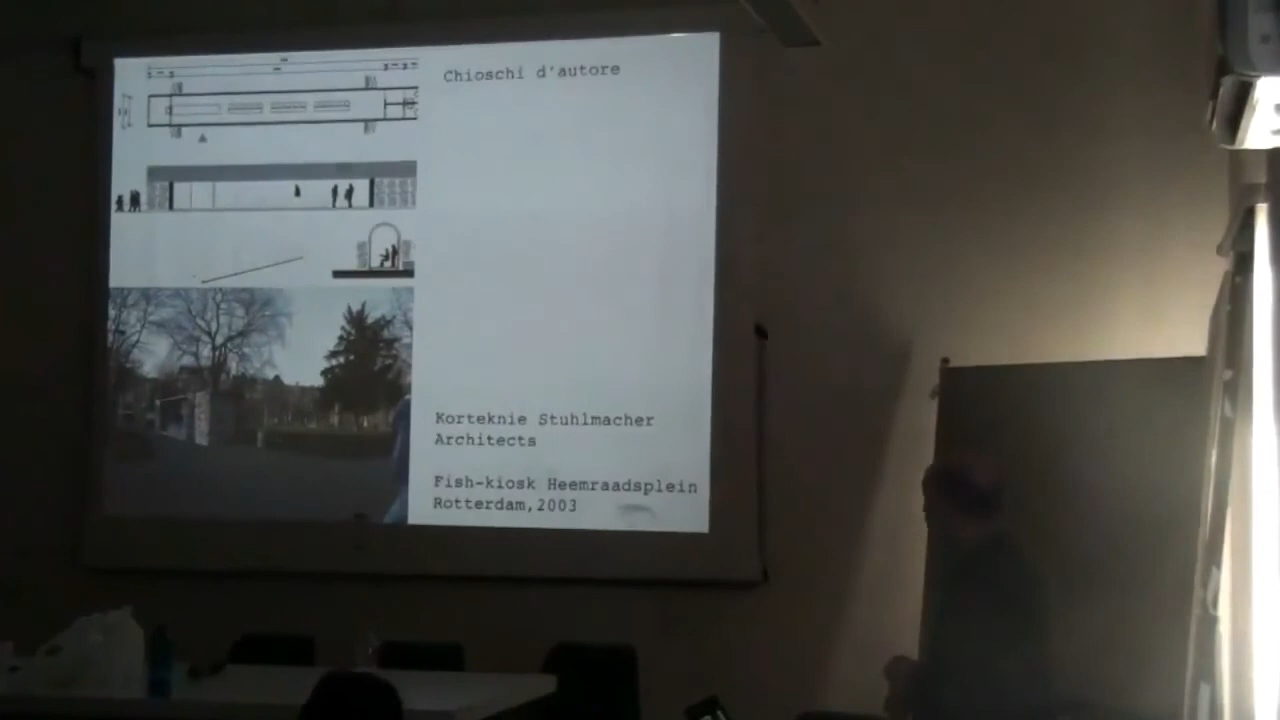 Chioschi d'autore
Korteknie Stuhlmacher
Architects
Fish-kiosk Heemraadsplein
Rotterdam,2003